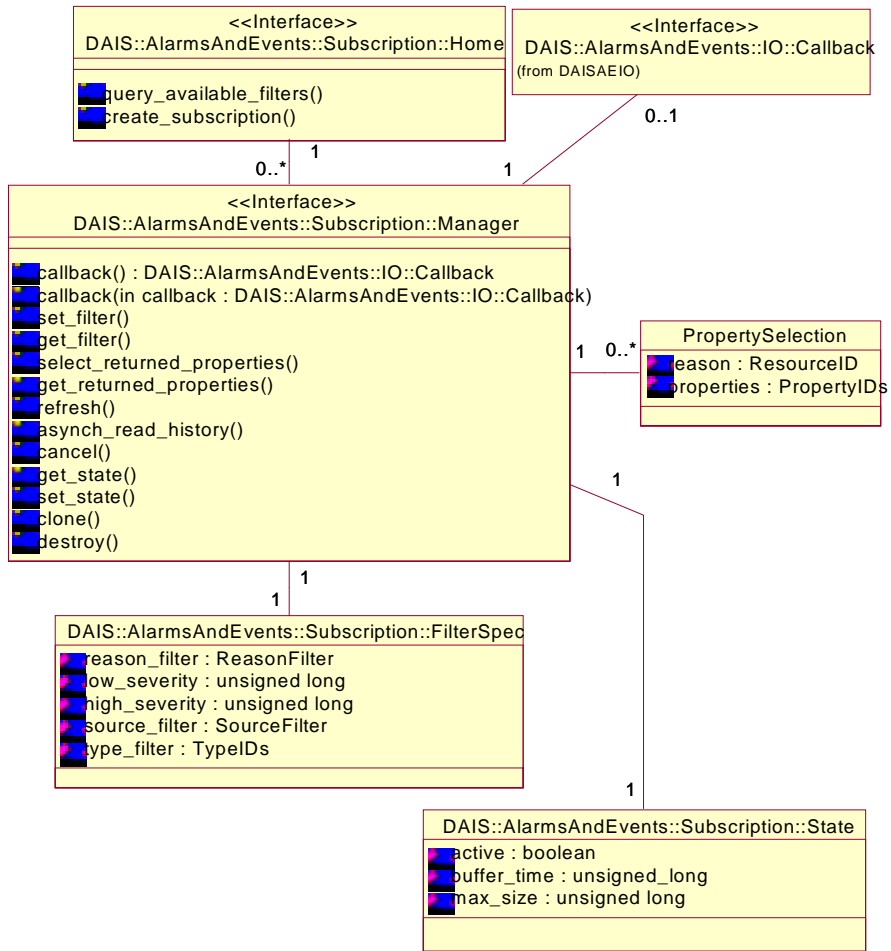 <<Interface>>
DAIS::AlarmsAndEvents::Subscription::Home
query_available_filters()
create_subscription()
<<Interface>>
DAIS::AlarmsAndEvents::IO::Callback
(from DAISAEIO)
0..1
1
0..*
1
<<Interface>>
DAIS::AlarmsAndEvents::Subscription::Manager
callback() : DAIS::AlarmsAndEvents::IO::Callback
callback(in callback : DAIS::AlarmsAndEvents::IO::Callback)
set_filter()
get_filter()
select_returned_properties()
get_returned_properties()
refresh()
asynch_read_history()
cancel()
get_state()
set_state()
clone()
destroy()
1
0..*
PropertySelection
reason : ResourceID
properties : PropertyIDs
1
1
1
DAIS::AlarmsAndEvents::Subscription::FilterSpec
reason_filter : ReasonFilter
low_severity : unsigned long
high_severity : unsigned long
source_filter : SourceFilter
type_filter : TypeIDs
1
DAIS::AlarmsAndEvents::Subscription::State
active : boolean
buffer_time : unsigned_long
max_size : unsigned long